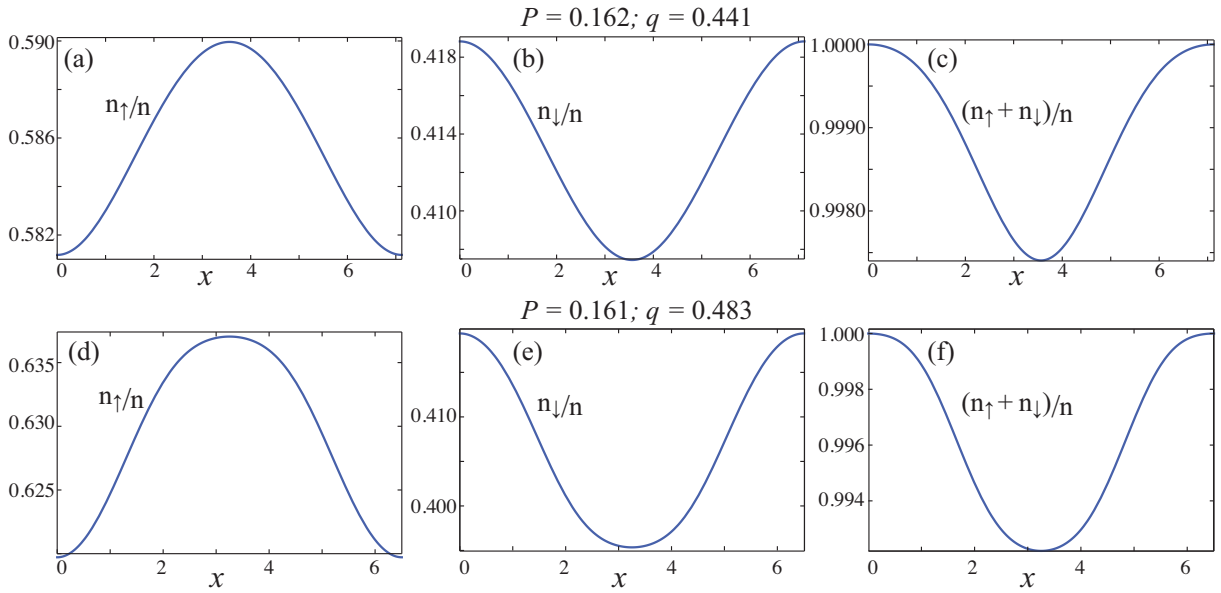 P = 0.162; q = 0.441
(a)
n↑/n
0.590
0.586
0.582
0 2 4 6
x
(b)
n↓/n
0.418
0.414
0.410
0 2 4 6
x
(c)
(n↑ + n↓)/n
1.0000
0.9990
0.9980
0 2 4 6
x
P = 0.161; q = 0.483
(d)
n↑/n
0.635
0.630
0.625
0 2 4 6
x
(e)
n↓/n
0.410
0.400
0 2 4 6
x
(f)
(n↑ + n↓)/n
1.000
0.998
0.996
0.994
0 2 4 6
x